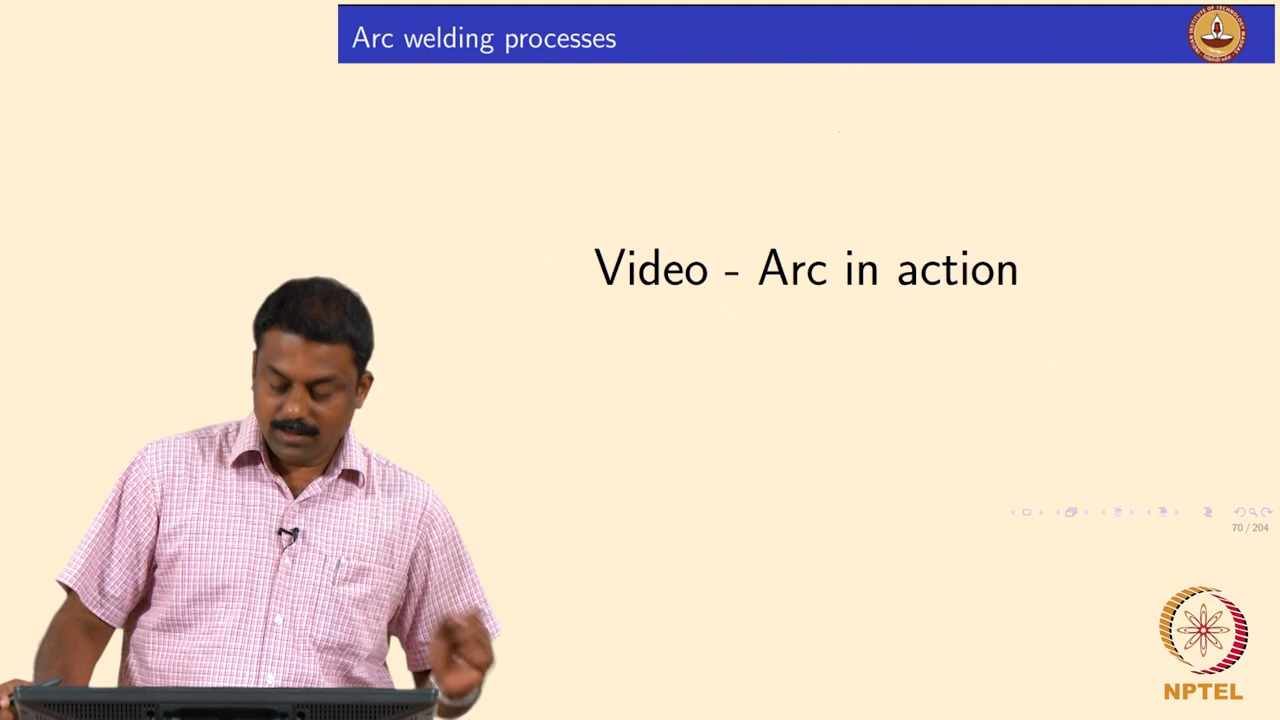 Arc welding processes
Video - Arc in action
70 / 204
NPTEL